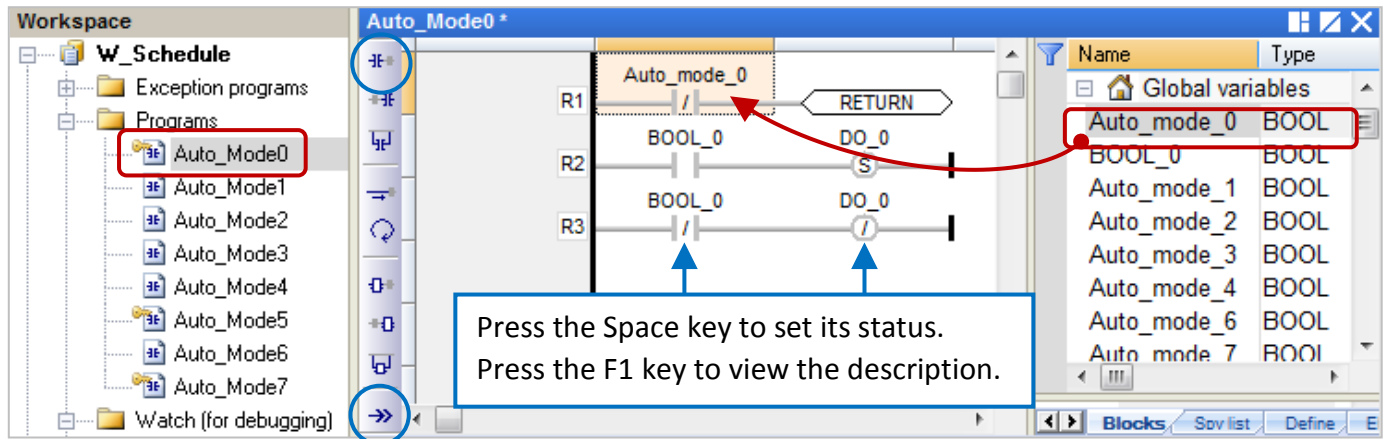 Workspace
W_Schedule
Exception programs
Programs
Auto_Mode0
Auto_Mode1
Auto_Mode2
Auto_Mode3
Auto_Mode4
Auto_Mode5
Auto_Mode6
Auto_Mode7
Watch (for debugging)
Auto_Mode0 *
Auto_mode_0
R1
RETURN
BOOL_0 DO_0
R2
S
BOOL_0 DO_0
R3
Press the Space key to set its status.
Press the F1 key to view the description.
Name Type
Global variables
Auto_mode_0 BOOL
BOOL_0 BOOL
Auto_mode_1 BOOL
Auto_mode_2 BOOL
Auto_mode_3 BOOL
Auto_mode_4 BOOL
Auto_mode_6 BOOL
Auto_mode_7 BOOL
Blocks Spy list Define E